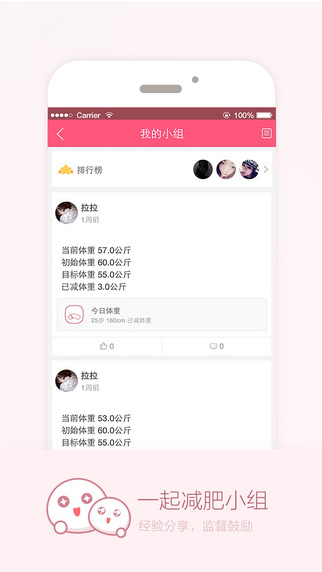 Carrier
100%
我的小组
排行榜
拉拉
1周前
当前体重 57.0公斤
初始体重 60.0公斤
目标体重 55.0公斤
已减体重 3.0公斤
今日体重
25岁 160cm 已减体重
0
0
拉拉
1周前
当前体重 53.0公斤
初始体重 60.0公斤
目标体重 55.0公斤
一起减肥小组
经验分享，监督鼓励